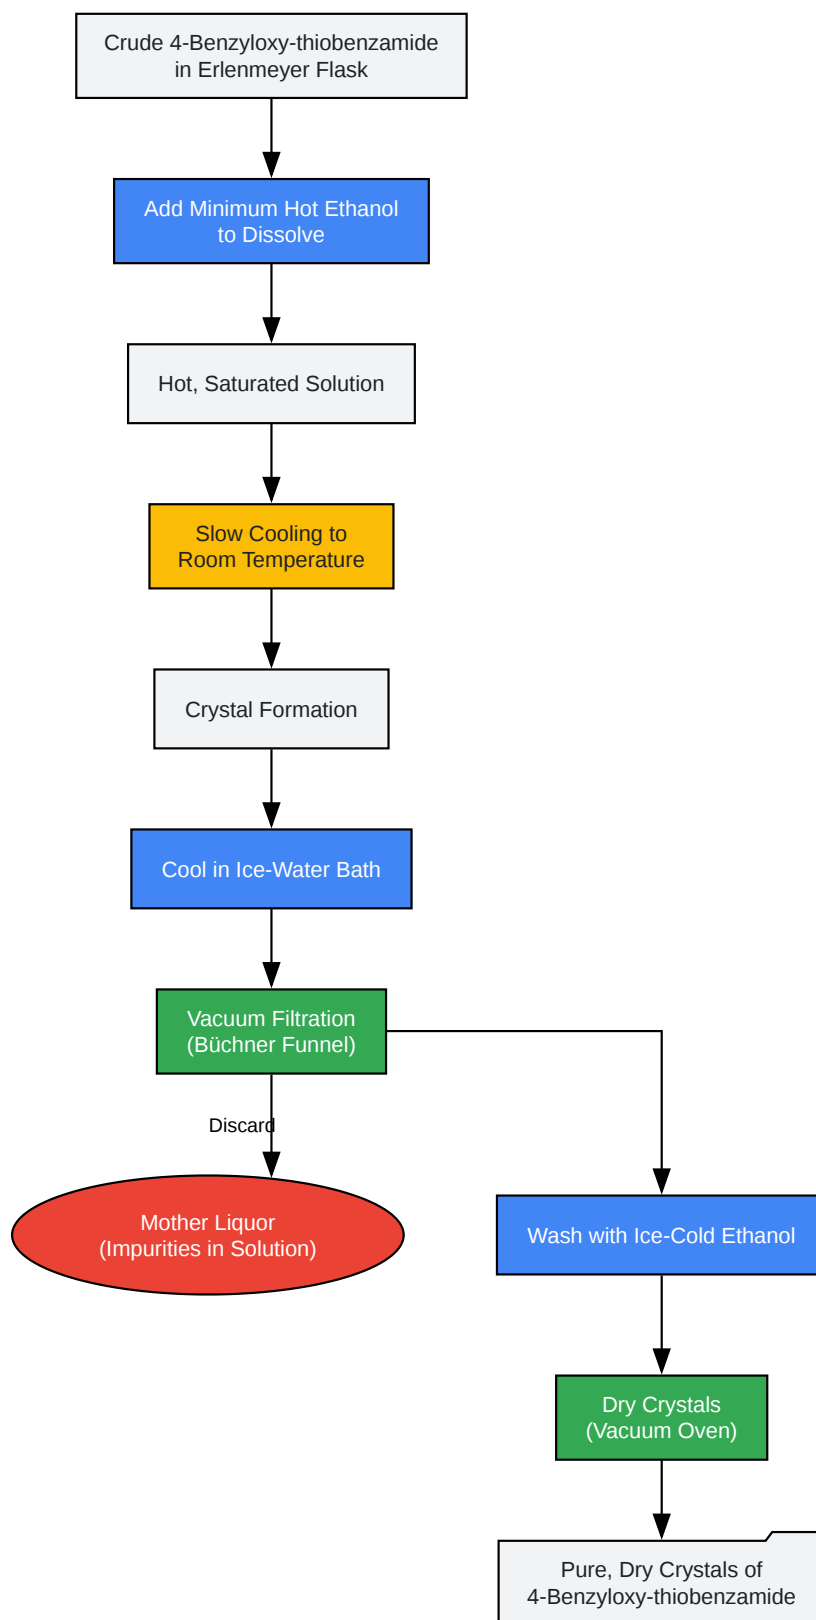 Crude 4-Benzyloxy-thiobenzamide
in Erlenmeyer Flask
Add Minimum Hot Ethanol
to Dissolve
Hot, Saturated Solution
Slow Cooling to
Room Temperature
Crystal Formation
Cool in Ice-Water Bath
Vacuum Filtration
(Büchner Funnel)
Discard
Mother Liquor
(Impurities in Solution)
Wash with Ice-Cold Ethanol
Dry Crystals
(Vacuum Oven)
Pure, Dry Crystals of
4-Benzyloxy-thiobenzamide